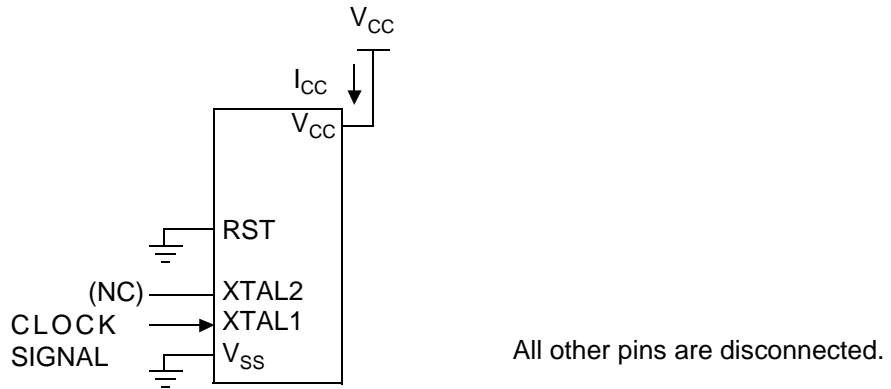 V_CC
I_CC
V_CC
RST
(NC) XTAL2
CLOCK XTAL1
SIGNAL V_SS
All other pins are disconnected.